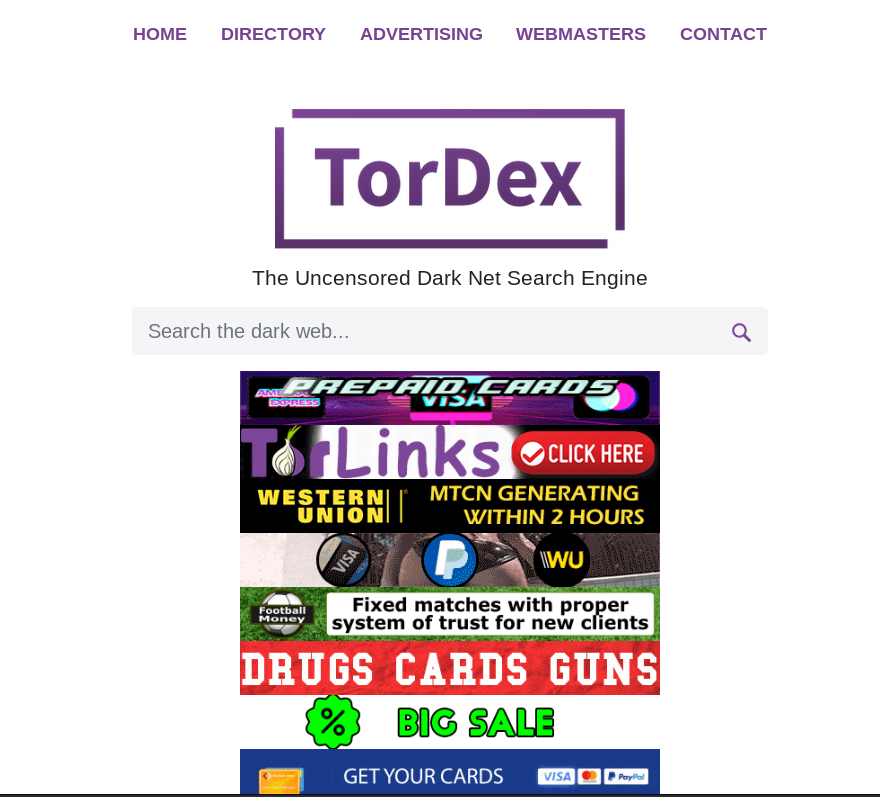 HOME DIRECTORY ADVERTISING WEBMASTERS CONTACT
TorDex
The Uncensored Dark Net Search Engine
Search the dark web...
PREPAID CARDS
AMERICAN EXPRESS
VISA
TorLinks
CLICK HERE
WESTERN UNION
MTCN GENERATING
WITHIN 2 HOURS
VISA
P
WU
Football Money
Fixed matches with proper
system of trust for new clients
DRUGS CARDS GUNS
% BIG SALE
GET YOUR CARDS VISA PayPal